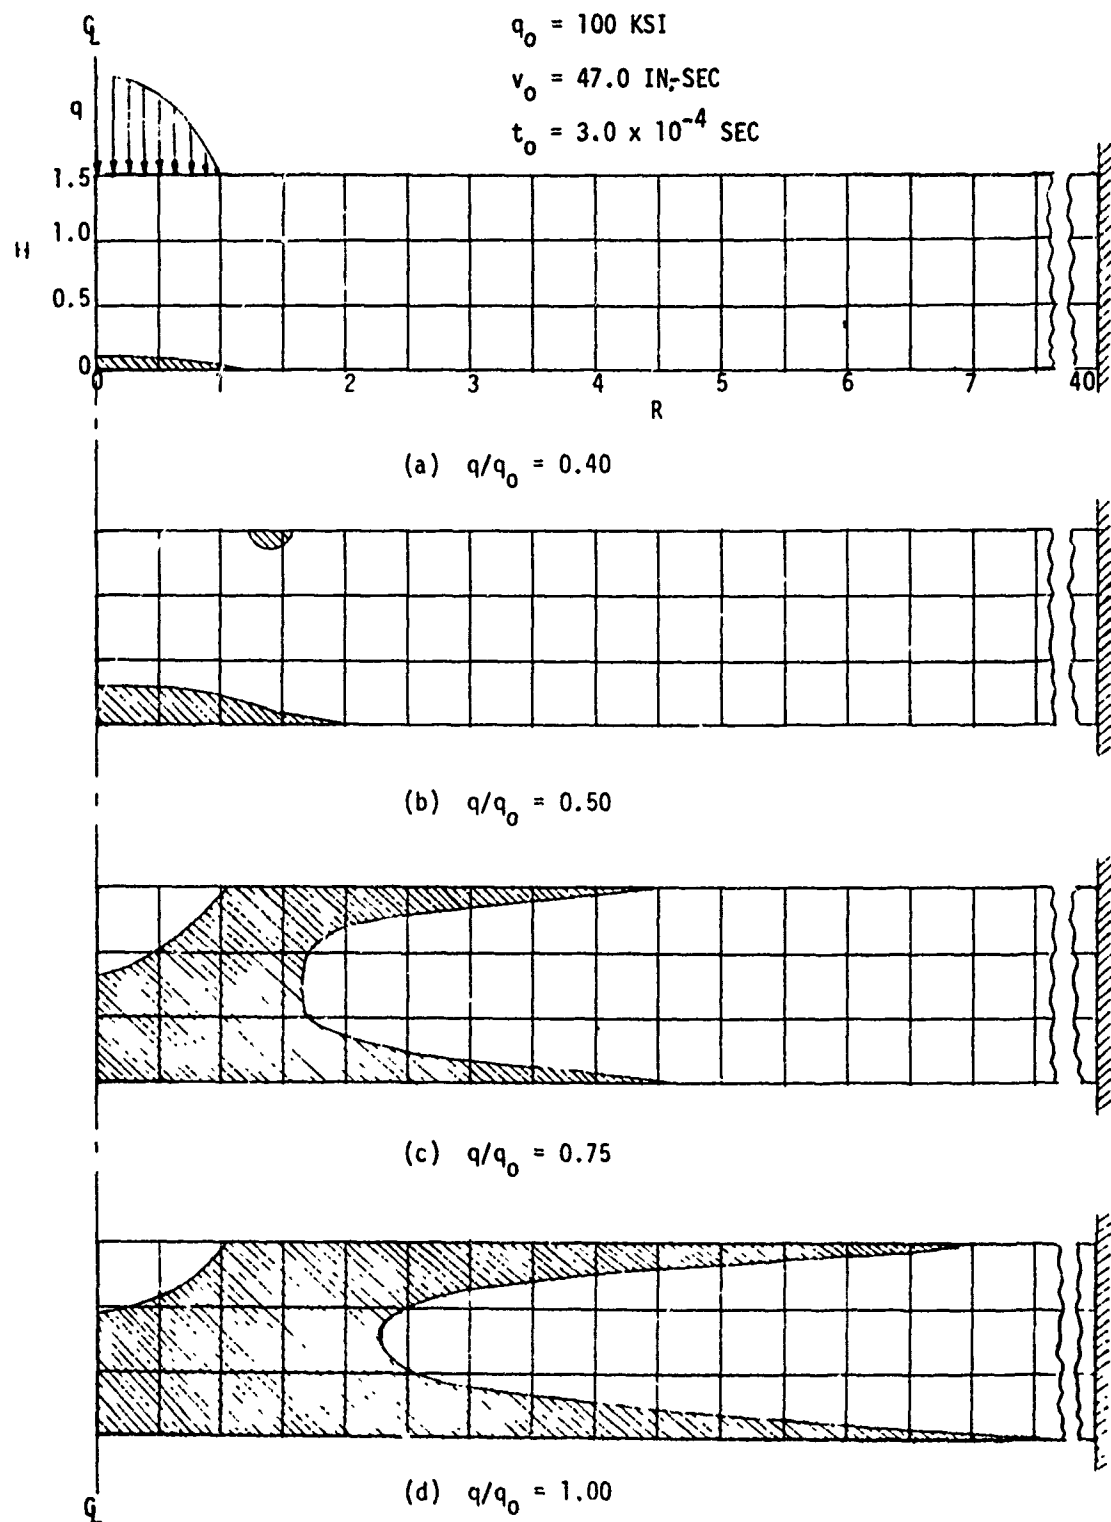 ℄
q₀ = 100 KSI
v₀ = 47.0 IN-SEC
t₀ = 3.0 x 10⁻⁴ SEC
q
1.5
1.0
H
0.5
0
0 1 2 3 4 5 6 7 40
R
(a) q/q₀ = 0.40
(b) q/q₀ = 0.50
(c) q/q₀ = 0.75
(d) q/q₀ = 1.00
℄